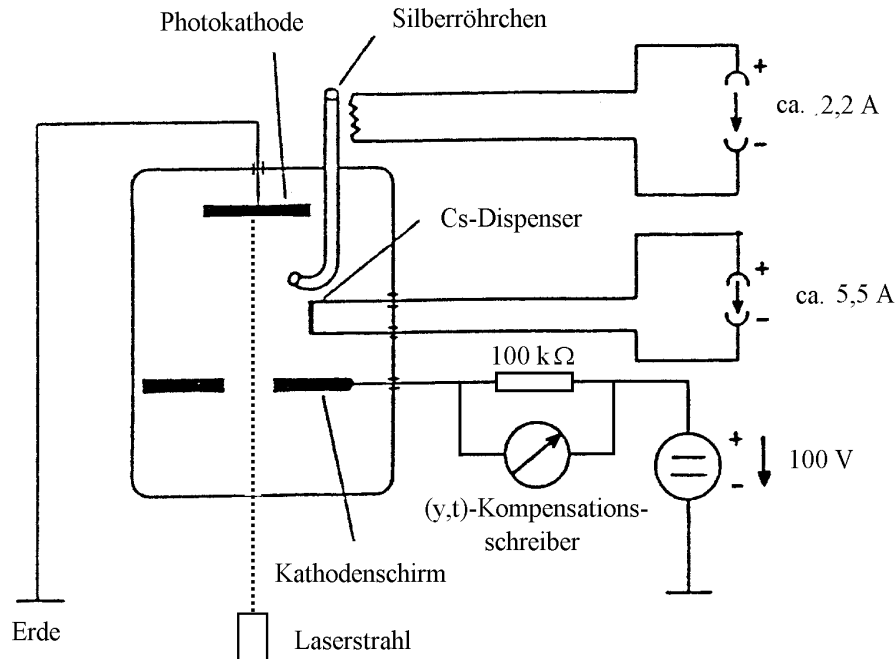 Photokathode
Silberröhrchen
+
ca. 2,2 A
-
Cs-Dispenser
+
ca. 5,5 A
-
100 kΩ
+
100 V
-
(y,t)-Kompensations-
schreiber
Kathodenschirm
Erde
Laserstrahl